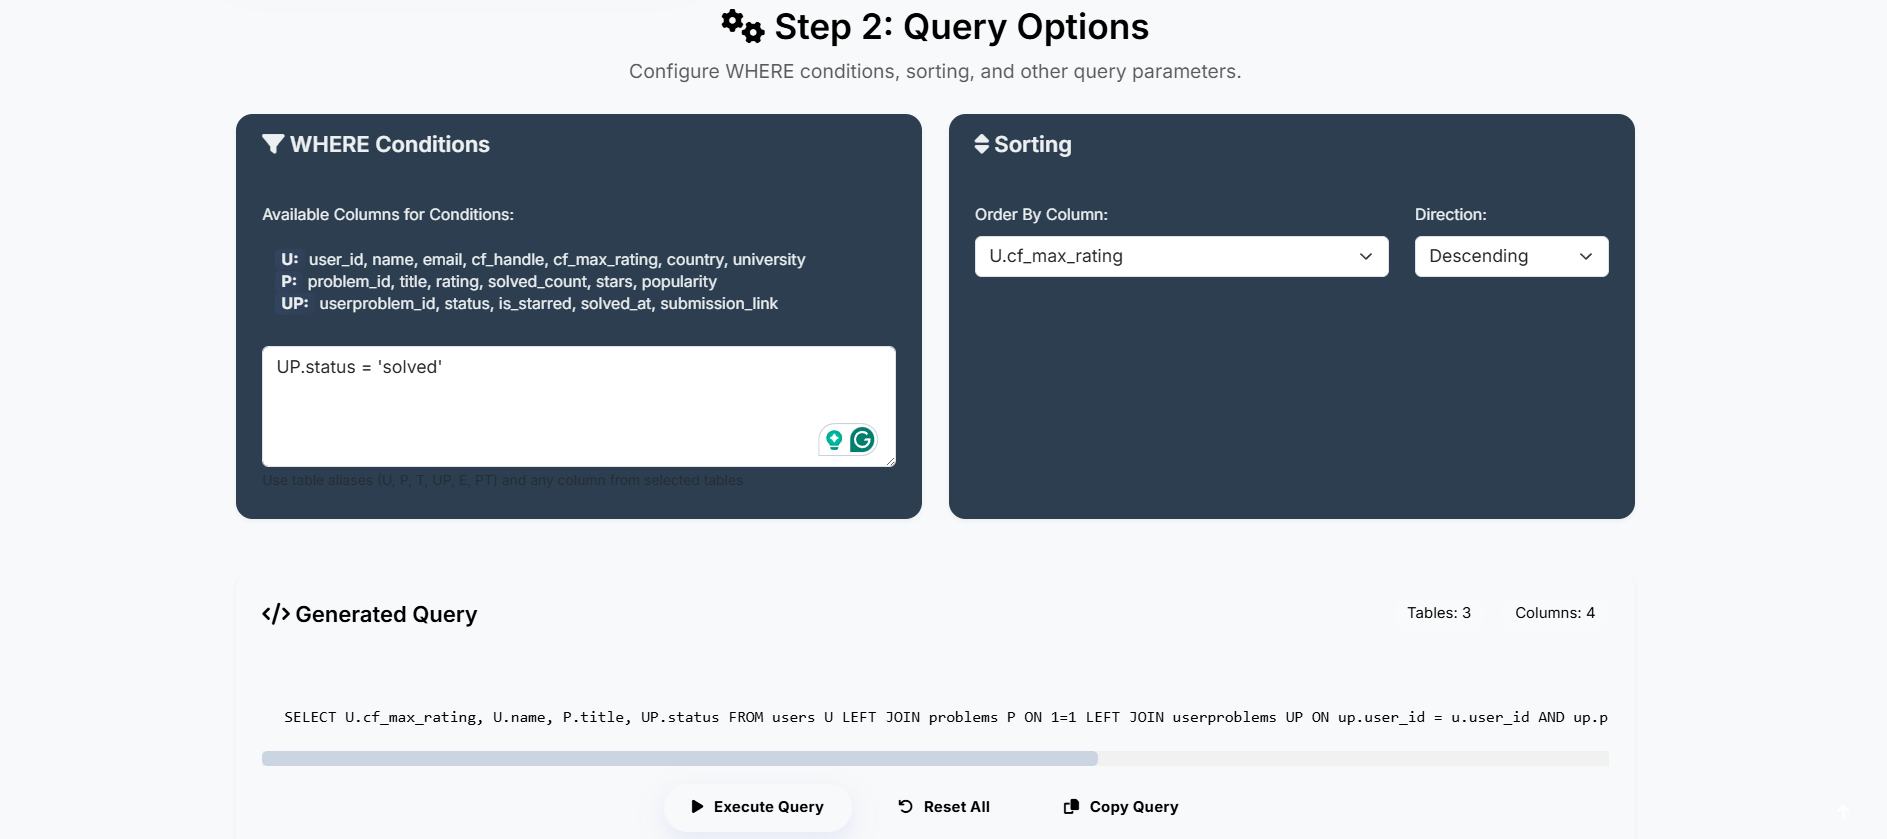 Step 2: Query Options
Configure WHERE conditions, sorting, and other query parameters.
WHERE Conditions
Available Columns for Conditions:
U: user_id, name, email, cf_handle, cf_max_rating, country, university
P: problem_id, title, rating, solved_count, stars, popularity
UP: userproblem_id, status, is_starred, solved_at, submission_link
UP.status = 'solved'
Use table aliases (U, P, T, UP, E, PT) and any column from selected tables
Sorting
Order By Column:
Direction:
U.cf_max_rating
Descending
</> Generated Query
Tables: 3
Columns: 4
SELECT U.cf_max_rating, U.name, P.title, UP.status FROM users U LEFT JOIN problems P ON 1=1 LEFT JOIN userproblems UP ON up.user_id = u.user_id AND up.p
Execute Query
Reset All
Copy Query